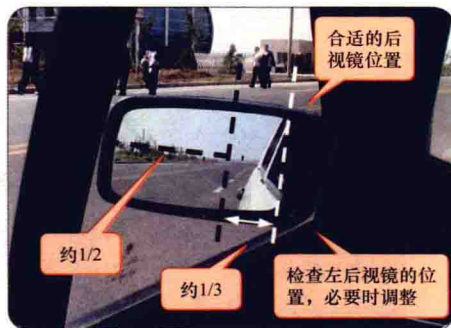 合适的后
视镜位置
约1/2
约1/3
检查左后视镜的位
置，必要时调整